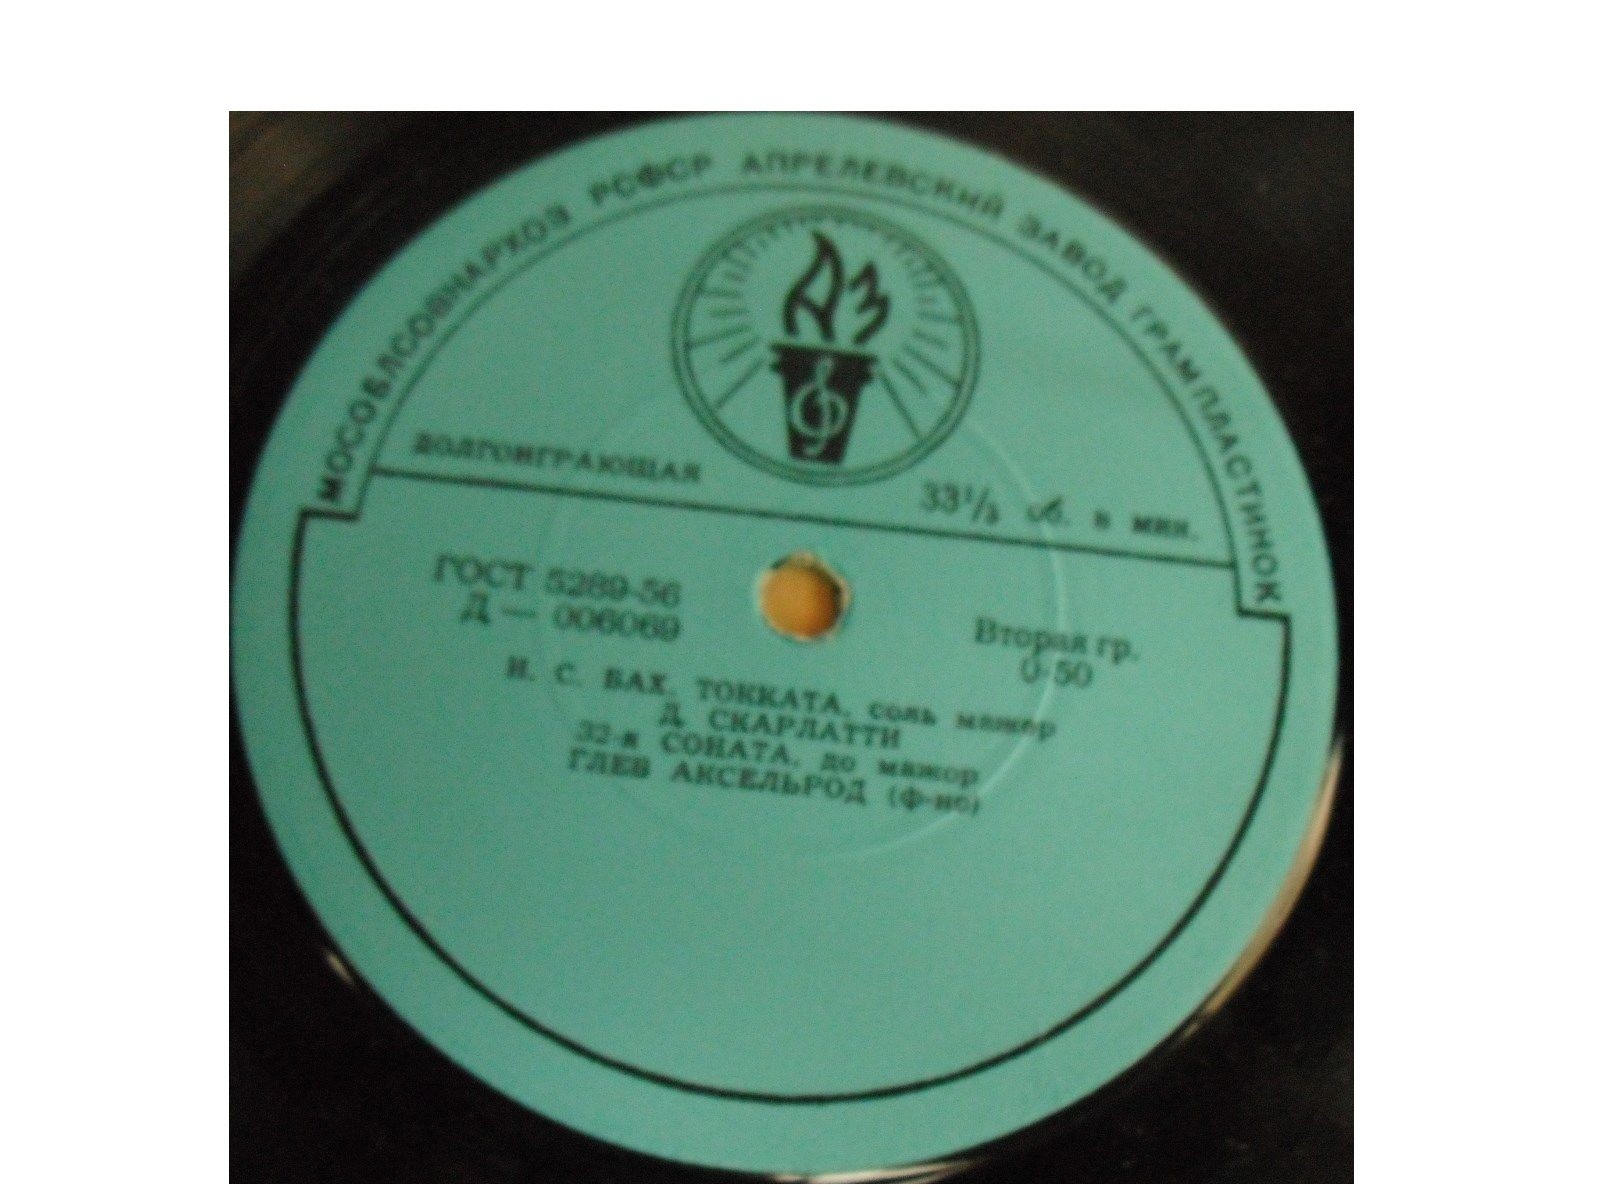 МОСОБЛСОВНАРХОЗ РСФСР АПРЕЛЕВСКИЙ ЗАВОД ГРАМПЛАСТИНОК
АЗ
ДОЛГОИГРАЮЩАЯ
33⅓ об. в мин.
ГОСТ 5289-56
Д — 006069
Вторая гр.
0-50
И. С. БАХ. ТОККАТА, соль мажор
Д. СКАРЛАТТИ
32-я СОНАТА, до мажор
ГЛЕБ АКСЕЛЬРОД (ф-но)